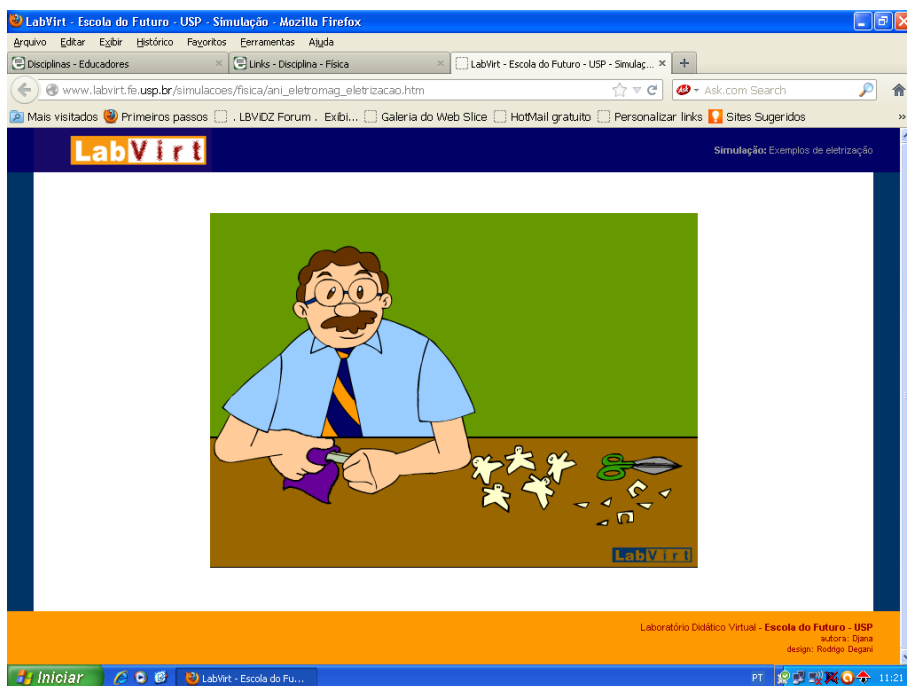 LabVirt - Escola do Futuro - USP - Simulação - Mozilla Firefox
Arquivo Editar Exibir Histórico Favoritos Ferramentas Ajuda
Disciplinas - Educadores × Links - Disciplina - Física × LabVirt - Escola do Futuro - USP - Simulaç... × +
www.labvirt.fe.usp.br/simulacoes/fisica/ani_eletromag_eletrizacao.htm Ask.com Search
Mais visitados Primeiros passos . LBVIDZ Forum . Exibi... Galeria do Web Slice HotMail gratuito Personalizar links Sites Sugeridos »
LabVirt Simulação: Exemplos de eletrização
LabVirt
Laboratório Didático Virtual - Escola do Futuro - USP
autora: Djana
design: Rodrigo Degani
Iniciar LabVirt - Escola do Fu... PT 11:21